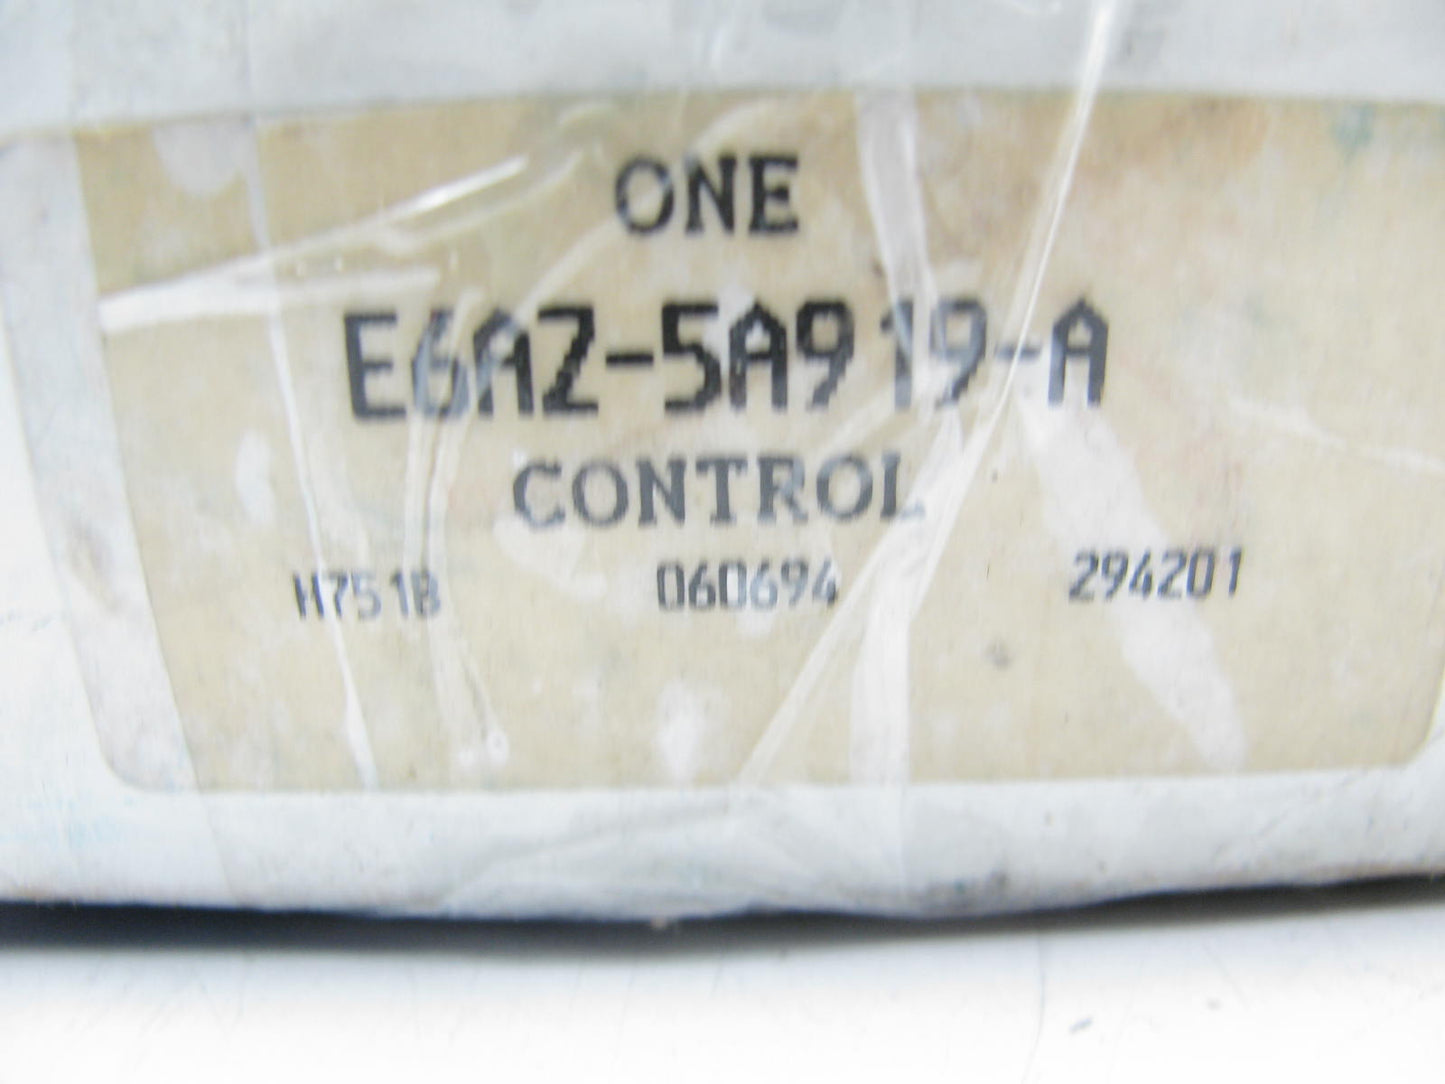 ONE
E6AZ-5A919-A
CONTROL
H751B 060694 294201